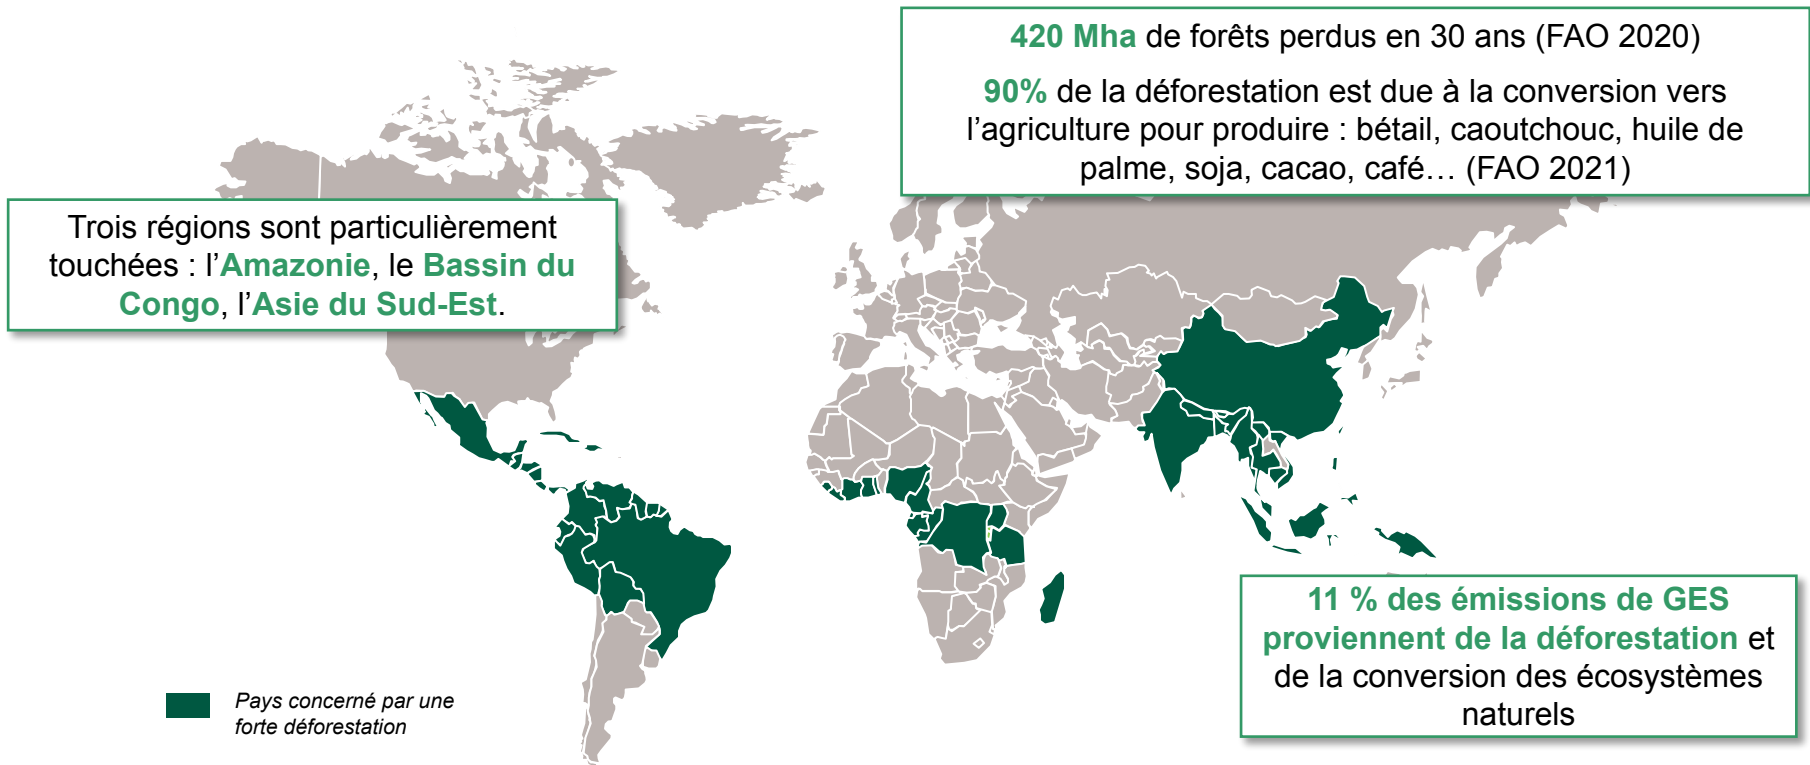 420 Mha de forêts perdus en 30 ans (FAO 2020)
90% de la déforestation est due à la conversion vers
l’agriculture pour produire : bétail, caoutchouc, huile de
palme, soja, cacao, café… (FAO 2021)
Trois régions sont particulièrement
touchées : l’Amazonie, le Bassin du
Congo, l’Asie du Sud-Est.
11 % des émissions de GES
proviennent de la déforestation et
de la conversion des écosystèmes
naturels
Pays concerné par une
forte déforestation